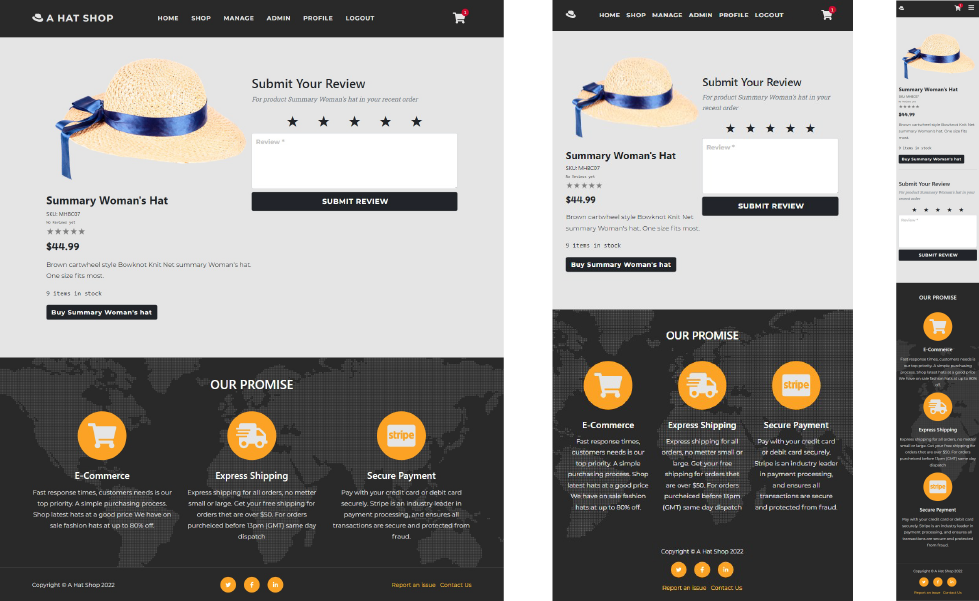 A HAT SHOP
HOME SHOP MANAGE ADMIN PROFILE LOGOUT
1
Submit Your Review
For product Summary Woman's hat in your recent order
Review *
SUBMIT REVIEW
Summary Woman's Hat
SKU: MHBC07
No Reviews yet
$44.99
Brown cartwheel style Bowknot Knit Net summary Woman's hat.
One size fits most.
9 items in stock
Buy Summary Woman's hat
OUR PROMISE
E-Commerce
Fast response times, customers needs is our
top priority. A simple purchasing process.
Shop latest hats at a good price We have on
sale fashion hats at up to 80% off.
Express Shipping
Express shipping for all orders, no metter
small or large. Get your free shipping for
orders that are over $50. For orders
purcheiced before 13pm (GMT) same day
dispatch
stripe
Secure Payment
Pay with your credit card or debit card
securely. Stripe is an industry leader in
payment processing, and ensures all
transactions are secure and protected from
fraud.
Copyright © A Hat Shop 2022
Report an Issue Contact Us
HOME SHOP MANAGE ADMIN PROFILE LOGOUT
1
Submit Your Review
For product Summary Woman's hat in your
recent order
Review *
SUBMIT REVIEW
Summary Woman's Hat
SKU: MHBC07
No Reviews yet
$44.99
Brown cartwheel style Bowknot Knit Net
summary Woman's hat. One size fits most.
9 items in stock
Buy Summary Woman's hat
OUR PROMISE
E-Commerce
Fast response times,
customers needs is our
top priority. A simple
purchasing process. Shop
latest hats at a good price
We have on sale fashion
hats at up to 80% off.
Express Shipping
Express shipping for all
orders, no metter small or
large. Get your free
shipping for orders that
are over $50. For orders
purcheiced before 13pm
(GMT) same day dispatch
stripe
Secure Payment
Pay with your credit card
or debit card securely.
Stripe is an industry leader
in payment processing,
and ensures all
transactions are secure
and protected from fraud.
Copyright © A Hat Shop 2022
Report an Issue Contact Us
Summary Woman's Hat
SKU: MHBC07
No Reviews yet
$44.99
Brown cartwheel style Bowknot Knit Net
summary Woman's hat. One size fits
most.
9 items in stock
Buy Summary Woman's hat
Submit Your Review
For product Summary Woman's hat in your
recent order
Review *
SUBMIT REVIEW
OUR PROMISE
E-Commerce
Fast response times, customers needs is
our top priority. A simple purchasing
process. Shop latest hats at a good price
We have on sale fashion hats at up to 80%
off.
Express Shipping
Express shipping for all orders, no metter
small or large. Get your free shipping for
orders that are over $50. For orders
purcheiced before 13pm (GMT) same day
dispatch
stripe
Secure Payment
Pay with your credit card or debit card
securely. Stripe is an industry leader in
payment processing, and ensures all
transactions are secure and protected
from fraud.
Copyright © A Hat Shop 2022
Report an Issue Contact Us